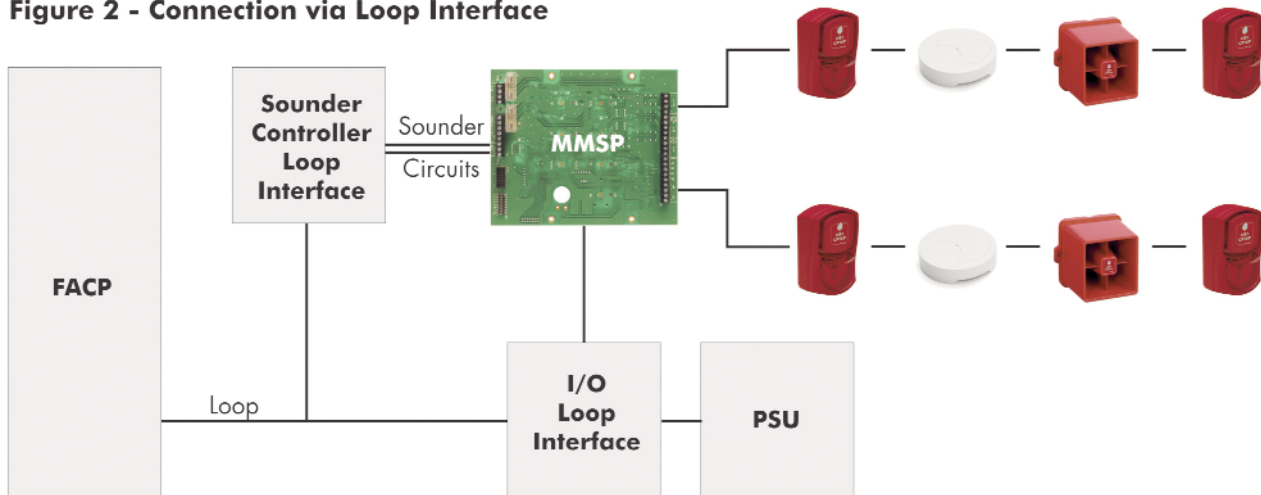 Figure 2 - Connection via Loop Interface
Sounder
Controller
Loop
Interface
Sounder
Circuits
MMSP
FACP
Loop
I/O
Loop
Interface
PSU